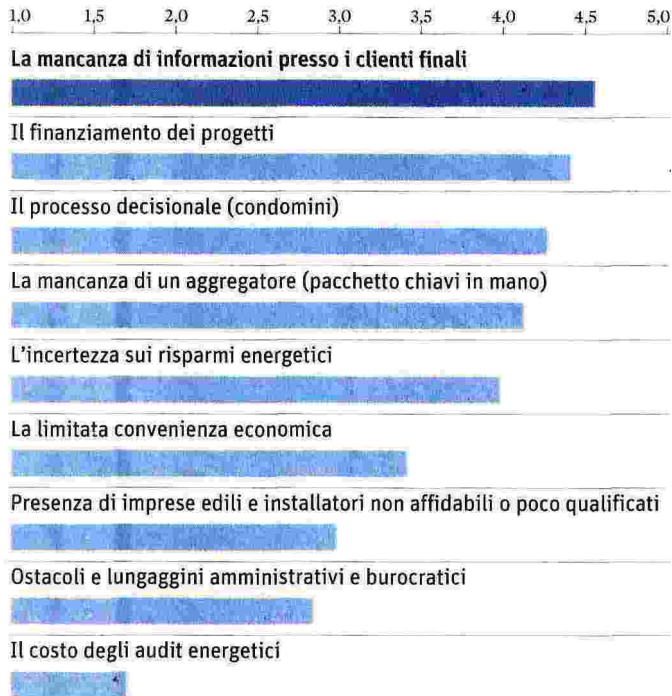 1,0 1,5 2,0 2,5 3,0 3,5 4,0 4,5 5,0
La mancanza di informazioni presso i clienti finali
Il finanziamento dei progetti
Il processo decisionale (condomini)
La mancanza di un aggregatore (pacchetto chiavi in mano)
L'incertezza sui risparmi energetici
La limitata convenienza economica
Presenza di imprese edili e installatori non affidabili o poco qualificati
Ostacoli e lungaggini amministrativi e burocratici
Il costo degli audit energetici